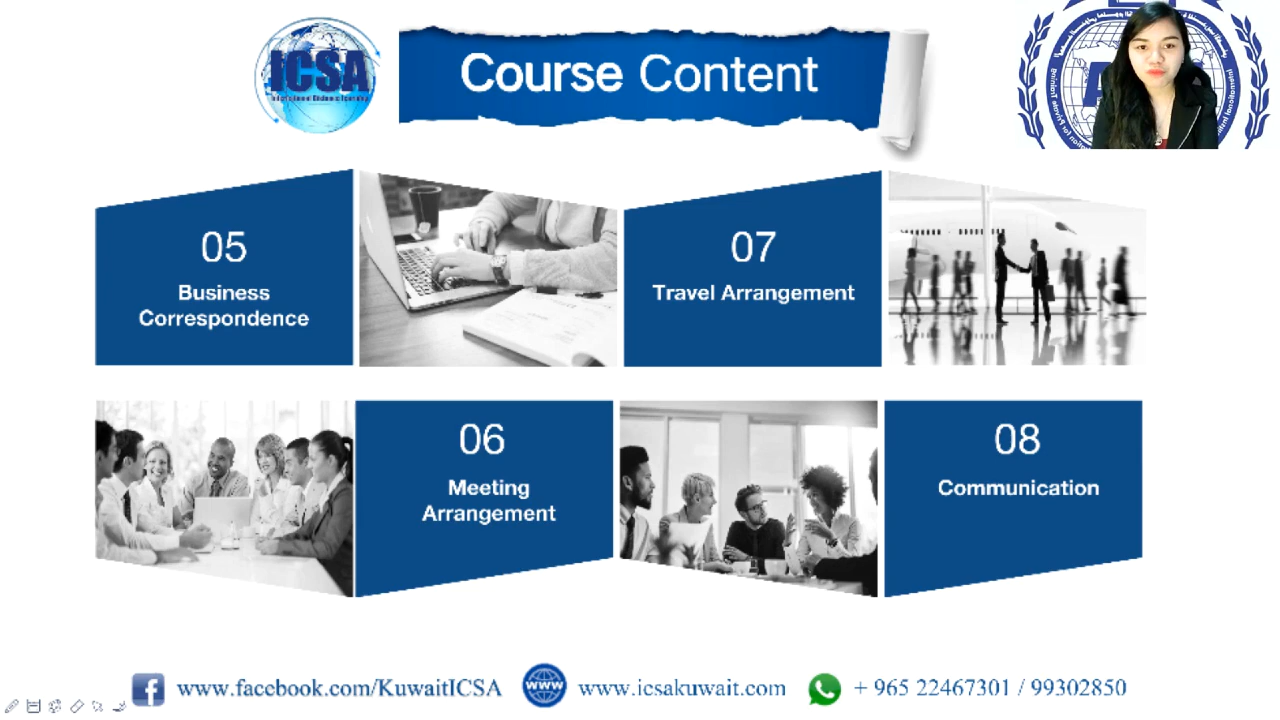 ICSA
Course Content
05
Business
Correspondence
07
Travel Arrangement
06
Meeting
Arrangement
08
Communication
www.facebook.com/KuwaitICSA
www.icsakuwait.com
+ 965 22467301 / 99302850